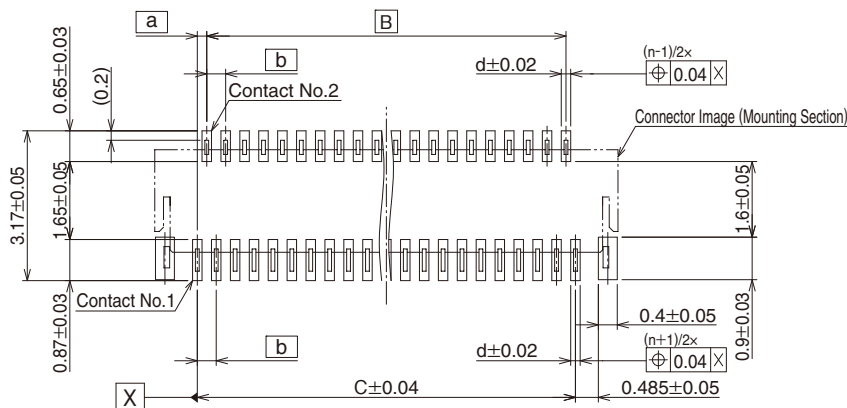 a
B
b
d±0.02
(n-1)/2×
⌖ 0.04 X
0.65±0.03
(0.2)
Contact No.2
Connector Image (Mounting Section)
3.17±0.05
1.65±0.05
1.6±0.05
Contact No.1
0.87±0.03
0.9±0.03
0.4±0.05
b
d±0.02
(n+1)/2×
⌖ 0.04 X
X
C±0.04
0.485±0.05